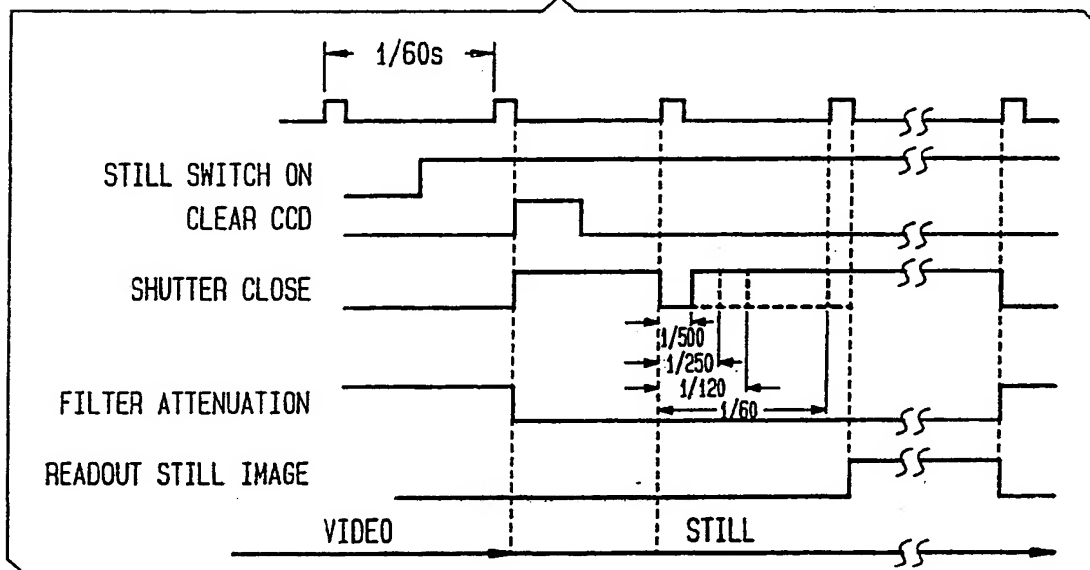 1/60s
STILL SWITCH ON
CLEAR CCD
SHUTTER CLOSE
1/500
1/250
1/120
1/60
FILTER ATTENUATION
READOUT STILL IMAGE
VIDEO
STILL